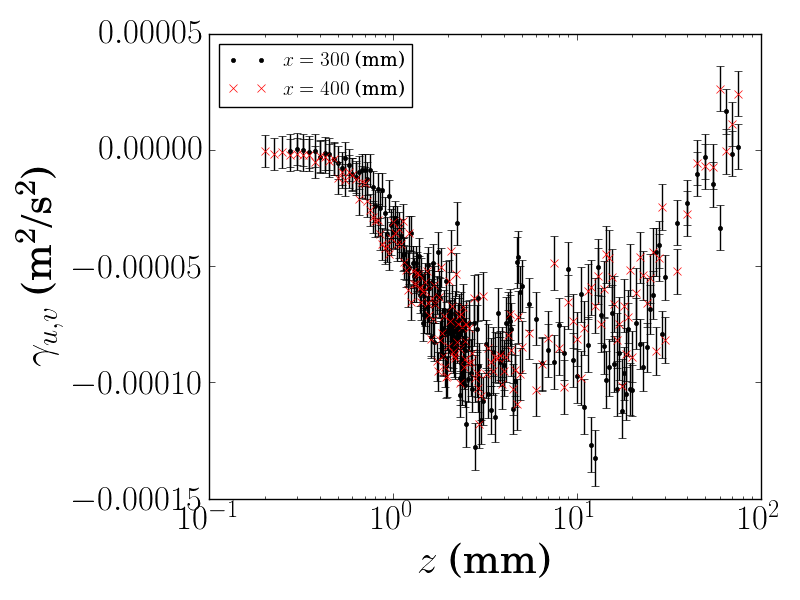 0.00005
x = 300 (mm)
x = 400 (mm)
0.00000
−0.00005
−0.00010
−0.00015
γu,v (m²/s²)
10⁻¹ 10⁰ 10¹ 10²
z (mm)